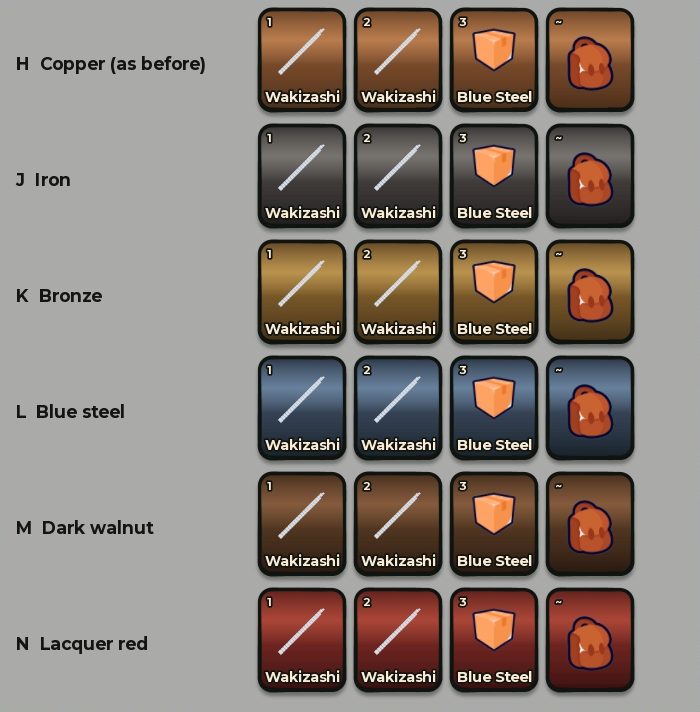 H Copper (as before)
1 2 3 ~
Wakizashi Wakizashi Blue Steel
J Iron
1 2 3 ~
Wakizashi Wakizashi Blue Steel
K Bronze
1 2 3 ~
Wakizashi Wakizashi Blue Steel
L Blue steel
1 2 3 ~
Wakizashi Wakizashi Blue Steel
M Dark walnut
1 2 3 ~
Wakizashi Wakizashi Blue Steel
N Lacquer red
1 2 3 ~
Wakizashi Wakizashi Blue Steel